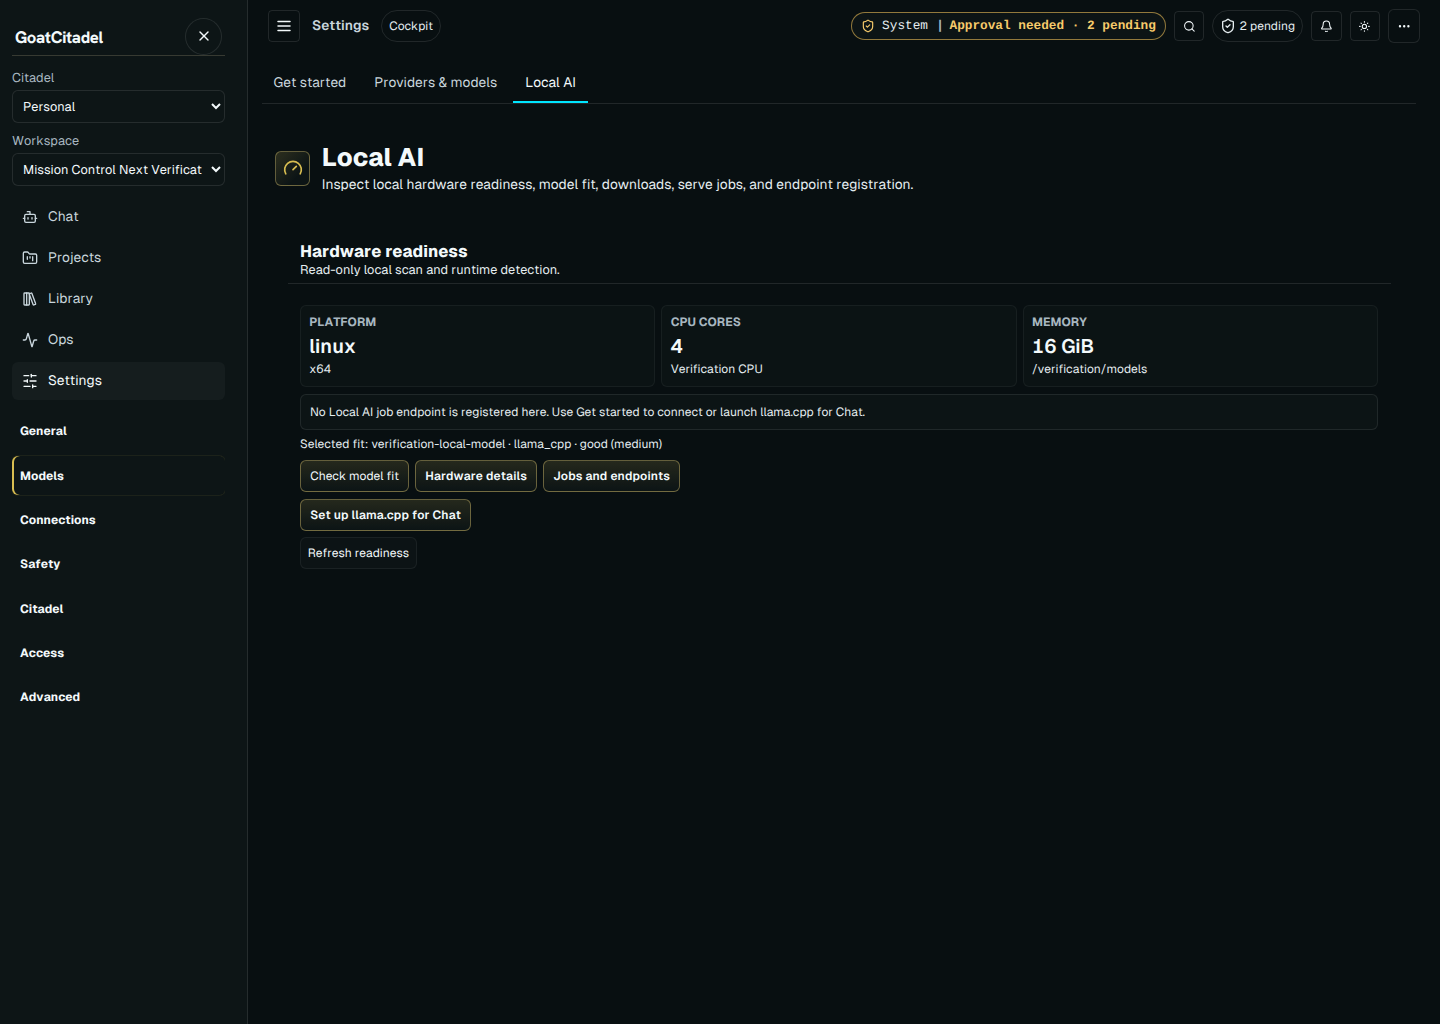 GoatCitadel
Citadel
Personal
Workspace
Mission Control Next Verificat
Chat
Projects
Library
Ops
Settings
General
Models
Connections
Safety
Citadel
Access
Advanced
Settings
Cockpit
System | Approval needed · 2 pending
2 pending
Get started
Providers & models
Local AI
Local AI
Inspect local hardware readiness, model fit, downloads, serve jobs, and endpoint registration.
Hardware readiness
Read-only local scan and runtime detection.
PLATFORM
linux
x64
CPU CORES
4
Verification CPU
MEMORY
16 GiB
/verification/models
No Local AI job endpoint is registered here. Use Get started to connect or launch llama.cpp for Chat.
Selected fit: verification-local-model · llama_cpp · good (medium)
Check model fit
Hardware details
Jobs and endpoints
Set up llama.cpp for Chat
Refresh readiness